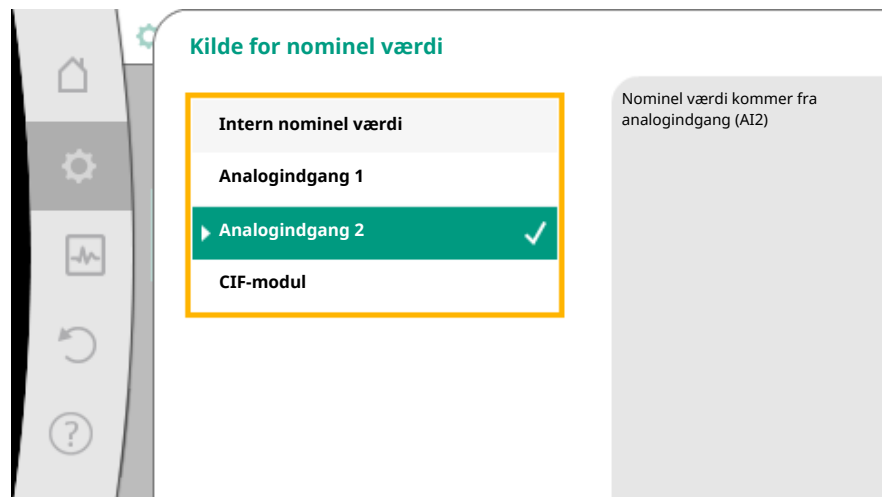 Kilde for nominel værdi
Intern nominel værdi
Analogindgang 1
Analogindgang 2
CIF-modul
Nominel værdi kommer fra
analogindgang (AI2)
?